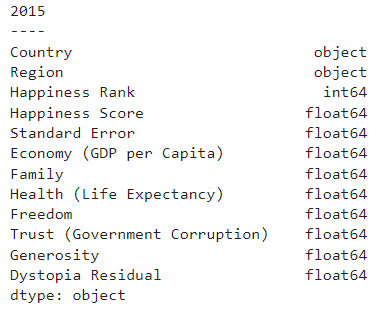 2015
----
Country object
Region object
Happiness Rank int64
Happiness Score float64
Standard Error float64
Economy (GDP per Capita) float64
Family float64
Health (Life Expectancy) float64
Freedom float64
Trust (Government Corruption) float64
Generosity float64
Dystopia Residual float64
dtype: object